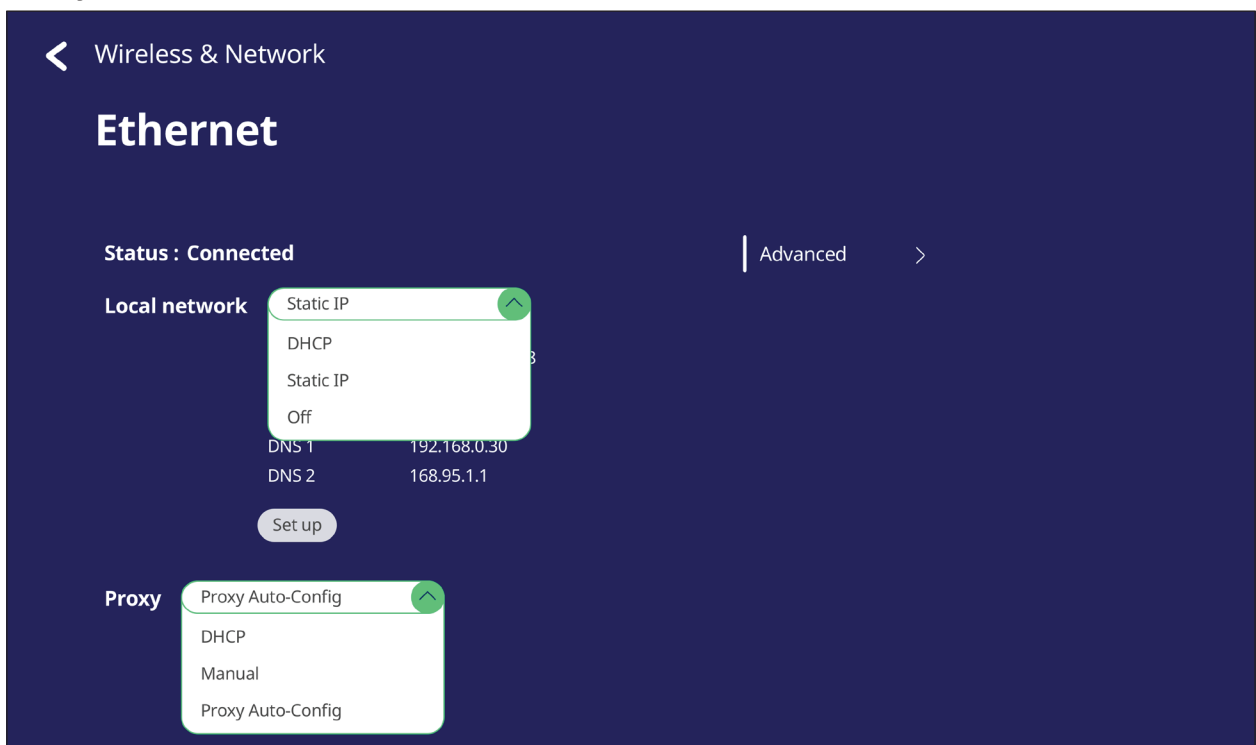 Wireless & Network
Ethernet
Status : Connected
Advanced
Local network Static IP
DHCP
Static IP
Off
DNS 1 192.168.0.30
DNS 2 168.95.1.1
Set up
Proxy Proxy Auto-Config
DHCP
Manual
Proxy Auto-Config